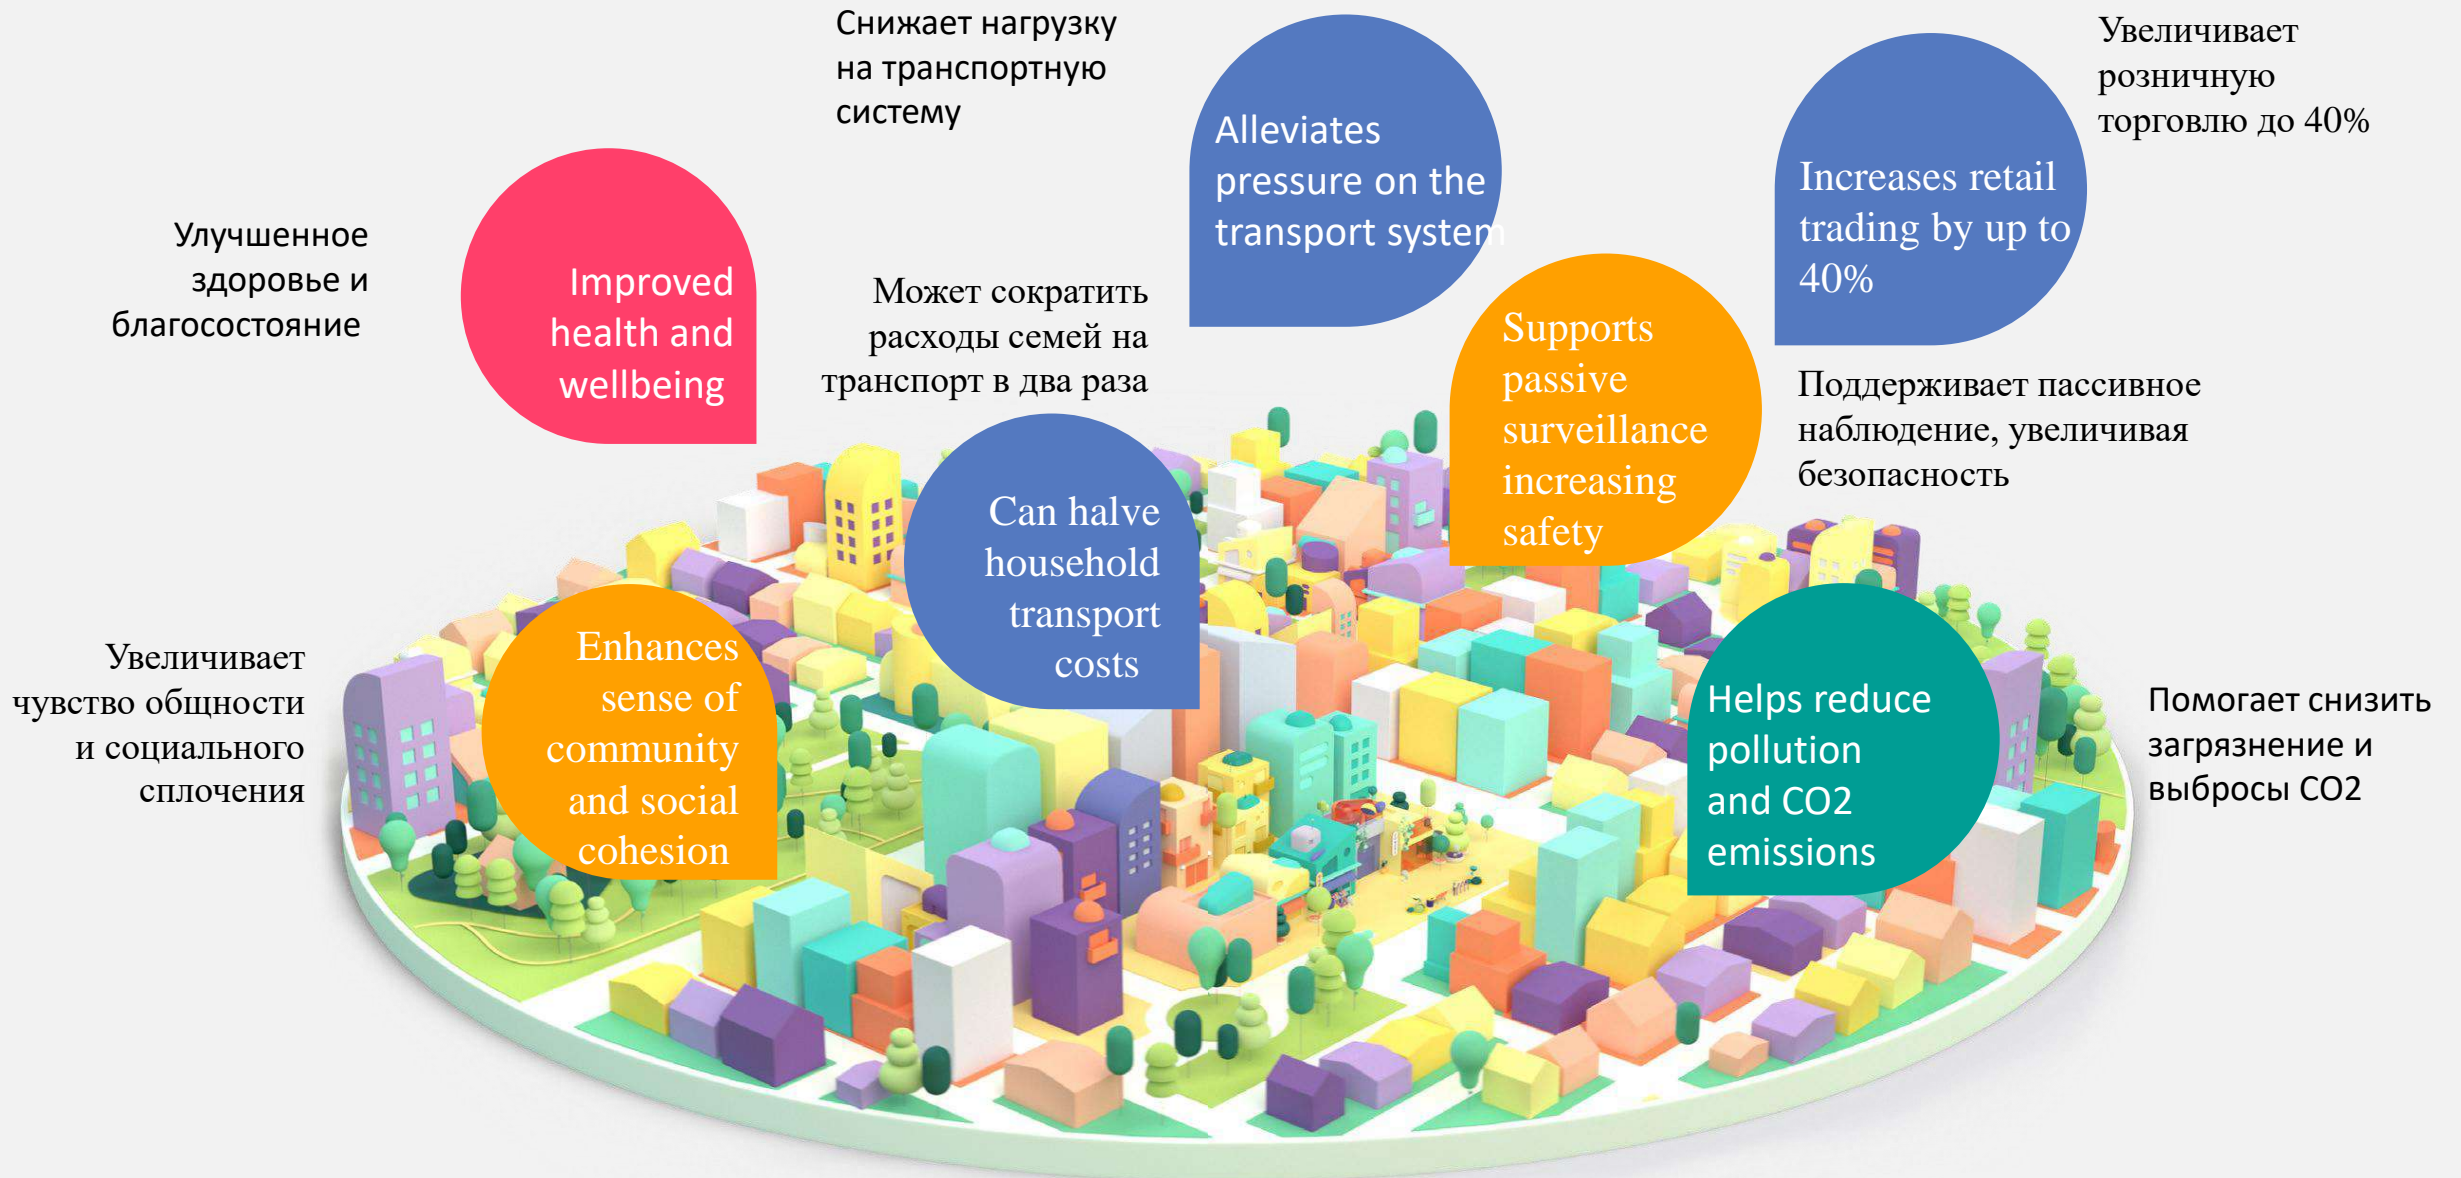 Снижает нагрузку
на транспортную
систему
Alleviates
pressure on the
transport system
Увеличивает
розничную
торговлю до 40%
Increases retail
trading by up to
40%
Улучшенное
здоровье и
благосостояние
Improved
health and
wellbeing
Может сократить
расходы семей на
транспорт в два раза
Can halve
household
transport
costs
Supports
passive
surveillance
increasing
safety
Поддерживает пассивное
наблюдение, увеличивая
безопасность
Увеличивает
чувство общности
и социального
сплочения
Enhances
sense of
community
and social
cohesion
Helps reduce
pollution
and CO2
emissions
Помогает снизить
загрязнение и
выбросы CO2